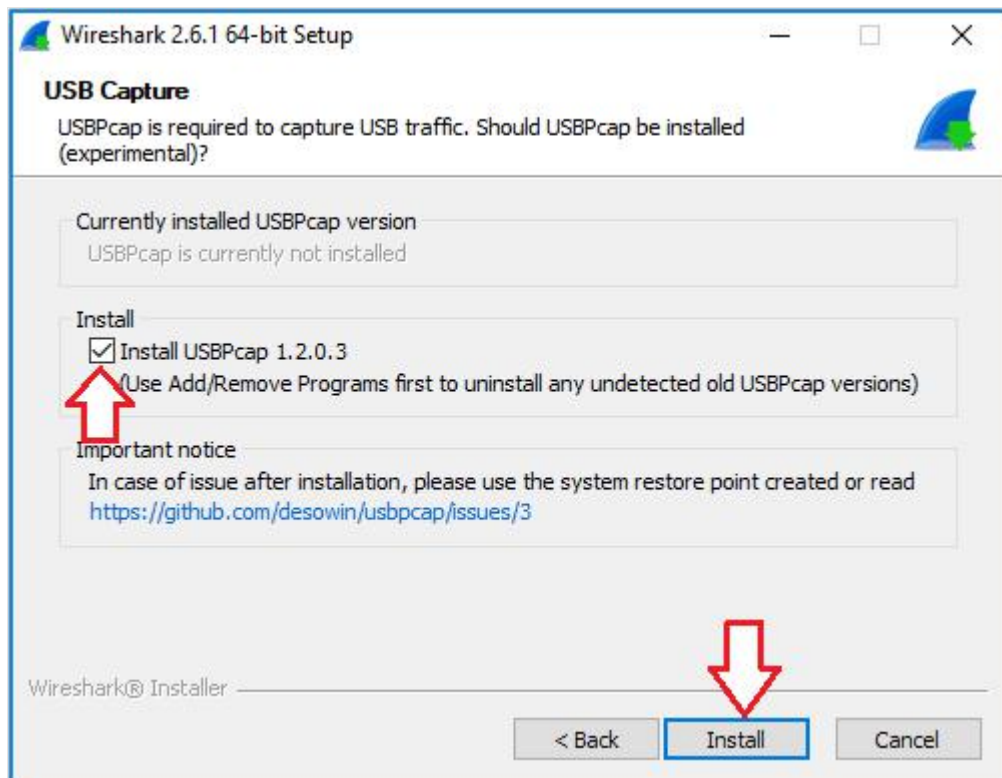 Wireshark 2.6.1 64-bit Setup
USB Capture
USBPcap is required to capture USB traffic. Should USBPcap be installed
(experimental)?
Currently installed USBPcap version
USBPcap is currently not installed
Install
Install USBPcap 1.2.0.3
(Use Add/Remove Programs first to uninstall any undetected old USBPcap versions)
Important notice
In case of issue after installation, please use the system restore point created or read
https://github.com/desowin/usbpcap/issues/3
Wireshark® Installer
< Back Install Cancel